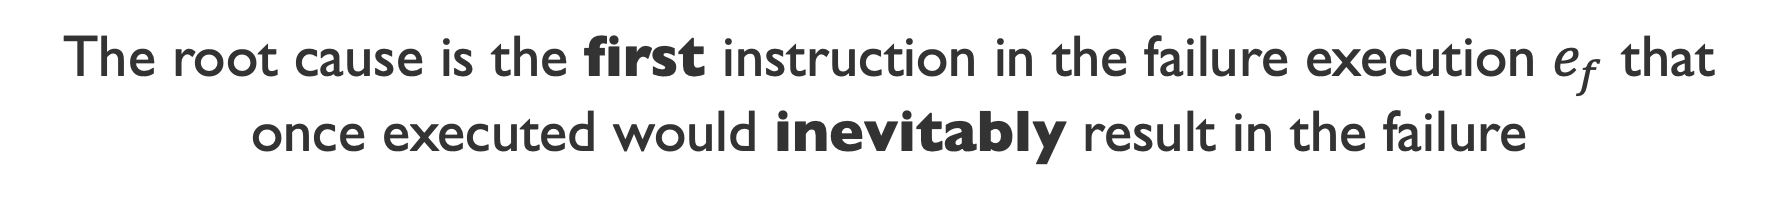 The root cause is the first instruction in the failure execution e_f that
once executed would inevitably result in the failure